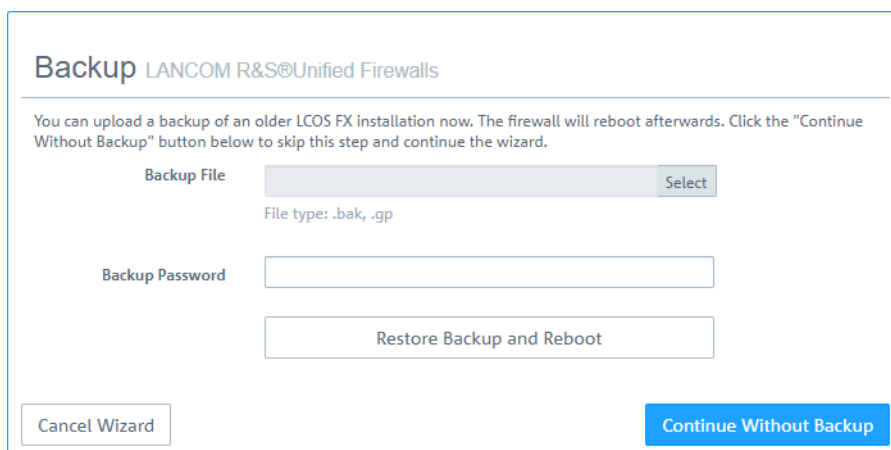 Backup LANCOM R&S®Unified Firewalls
You can upload a backup of an older LCOS FX installation now. The firewall will reboot afterwards. Click the "Continue
Without Backup" button below to skip this step and continue the wizard.
Backup File
Select
File type: .bak, .gp
Backup Password
Restore Backup and Reboot
Cancel Wizard
Continue Without Backup